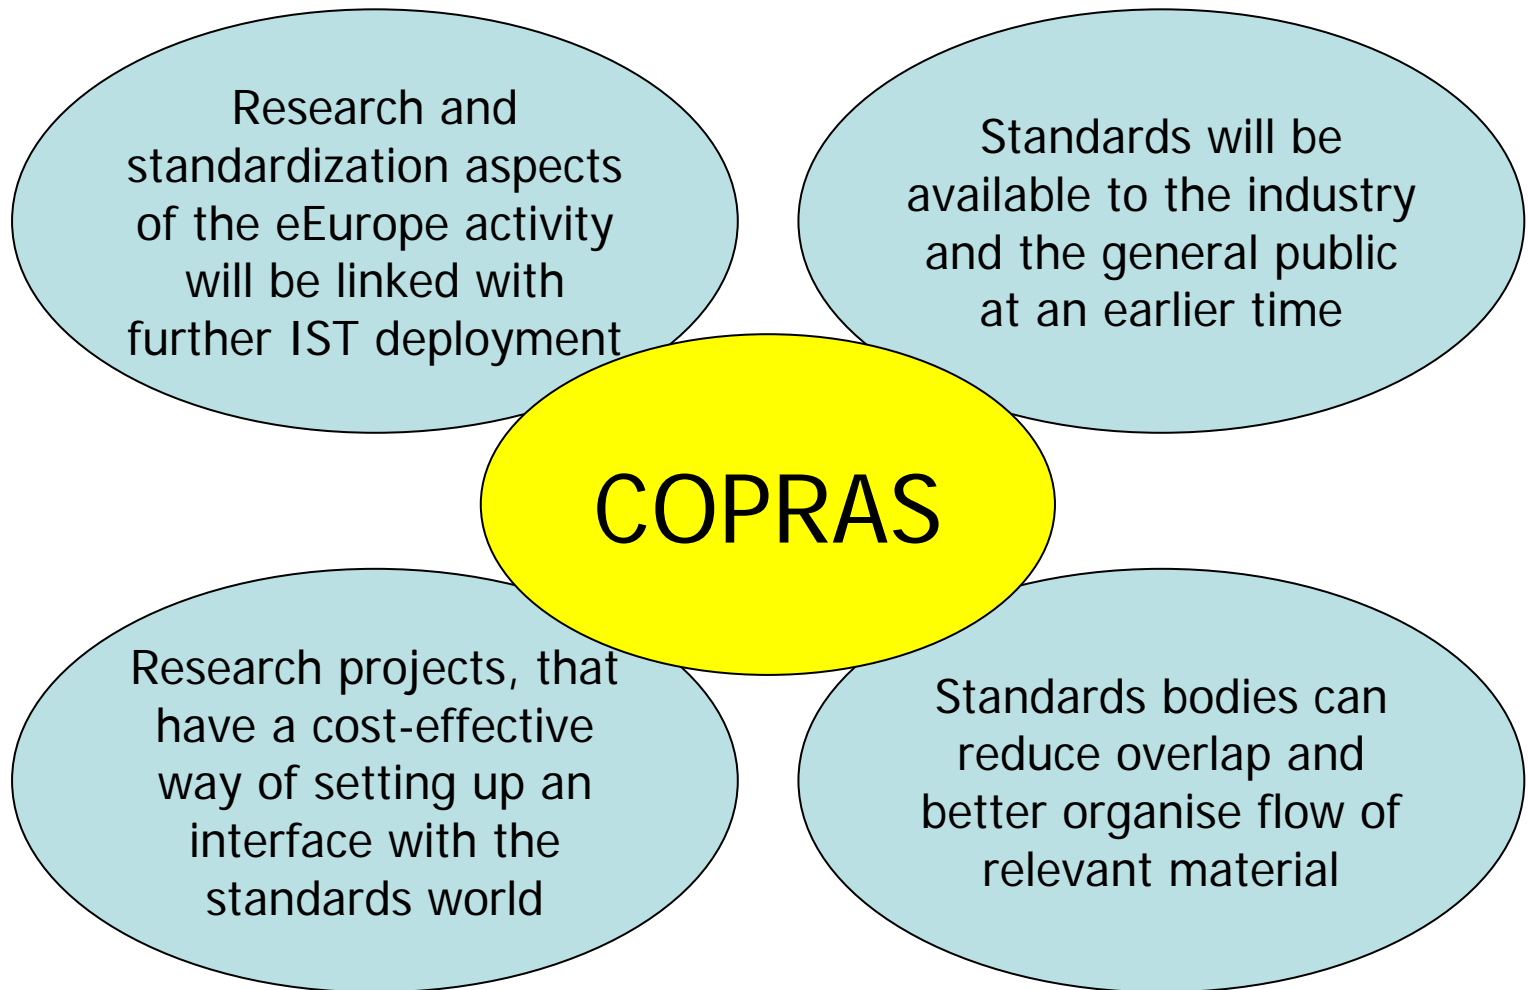 Research and
standardization aspects
of the eEurope activity
will be linked with
further IST deployment
Standards will be
available to the industry
and the general public
at an earlier time
COPRAS
Research projects, that
have a cost-effective
way of setting up an
interface with the
standards world
Standards bodies can
reduce overlap and
better organise flow of
relevant material